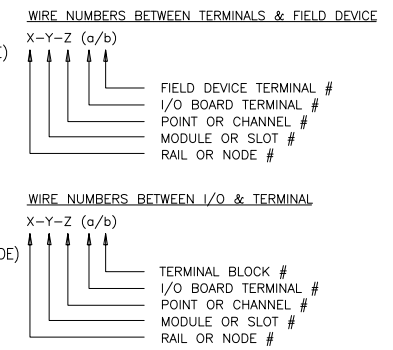 WIRE NUMBERS BETWEEN TERMINALS & FIELD DEVICE
X-Y-Z (a/b)
)
FIELD DEVICE TERMINAL #
I/O BOARD TERMINAL #
POINT OR CHANNEL #
MODULE OR SLOT #
RAIL OR NODE #
WIRE NUMBERS BETWEEN I/O & TERMINAL
X-Y-Z (a/b)
DE)
TERMINAL BLOCK #
I/O BOARD TERMINAL #
POINT OR CHANNEL #
MODULE OR SLOT #
RAIL OR NODE #